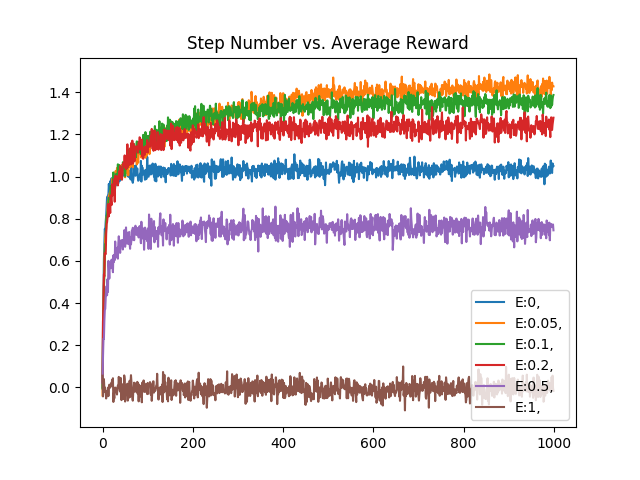 Step Number vs. Average Reward
1.4
1.2
1.0
0.8
0.6
0.4
0.2
0.0
E:0,
E:0.05,
E:0.1,
E:0.2,
E:0.5,
E:1,
0 200 400 600 800 1000